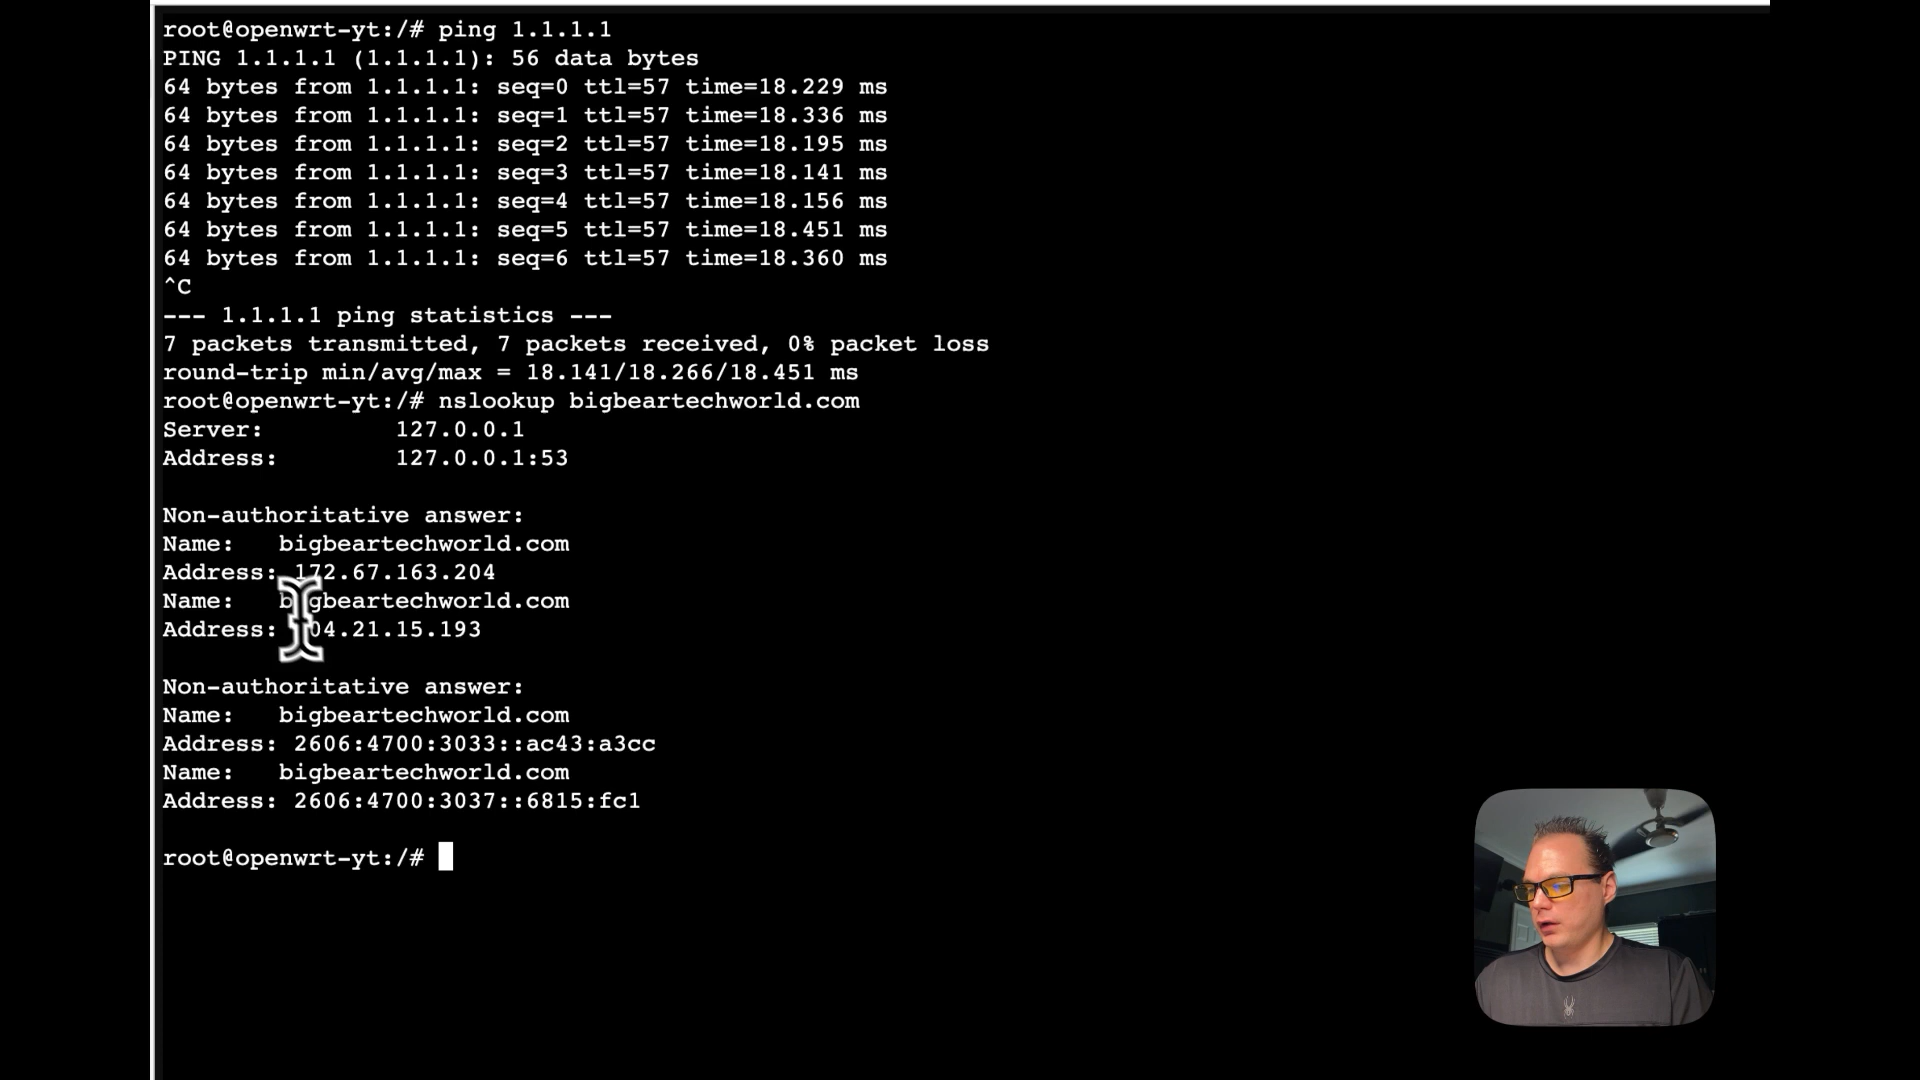 root@openwrt-yt:/# ping 1.1.1.1
PING 1.1.1.1 (1.1.1.1): 56 data bytes
64 bytes from 1.1.1.1: seq=0 ttl=57 time=18.229 ms
64 bytes from 1.1.1.1: seq=1 ttl=57 time=18.336 ms
64 bytes from 1.1.1.1: seq=2 ttl=57 time=18.195 ms
64 bytes from 1.1.1.1: seq=3 ttl=57 time=18.141 ms
64 bytes from 1.1.1.1: seq=4 ttl=57 time=18.156 ms
64 bytes from 1.1.1.1: seq=5 ttl=57 time=18.451 ms
64 bytes from 1.1.1.1: seq=6 ttl=57 time=18.360 ms
^C
--- 1.1.1.1 ping statistics ---
7 packets transmitted, 7 packets received, 0% packet loss
round-trip min/avg/max = 18.141/18.266/18.451 ms
root@openwrt-yt:/# nslookup bigbeartechworld.com
Server: 127.0.0.1
Address: 127.0.0.1:53
Non-authoritative answer:
Name: bigbeartechworld.com
Address: 172.67.163.204
Name: bigbeartechworld.com
Address: 104.21.15.193
Non-authoritative answer:
Name: bigbeartechworld.com
Address: 2606:4700:3033::ac43:a3cc
Name: bigbeartechworld.com
Address: 2606:4700:3037::6815:fc1
root@openwrt-yt:/#